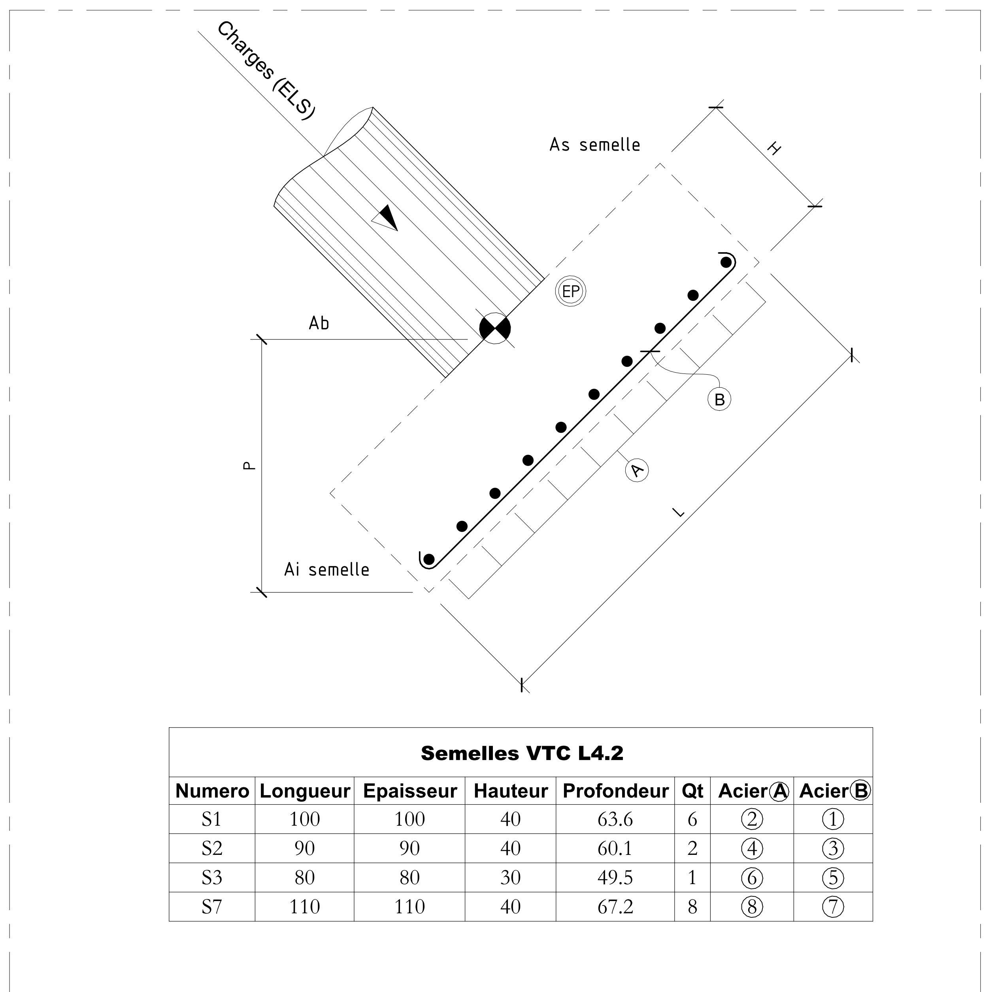 Charges (ELS)
As semelle
H
EP
Ab
B
P
A
L
Ai semelle
Semelles VTC L4.2
Numero Longueur Epaisseur Hauteur Profondeur Qt Acier A Acier B
S1 100 100 40 63.6 6 2 1
S2 90 90 40 60.1 2 4 3
S3 80 80 30 49.5 1 6 5
S7 110 110 40 67.2 8 8 7